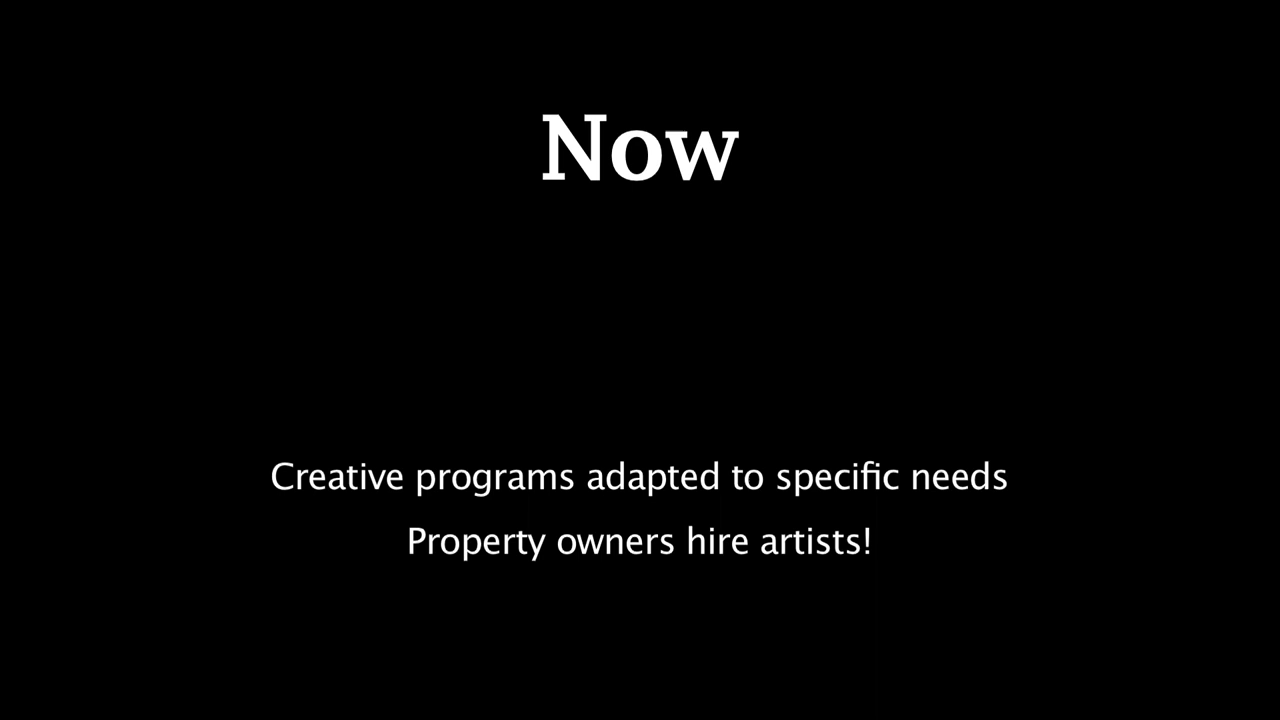 Now
Creative programs adapted to specific needs
Property owners hire artists!